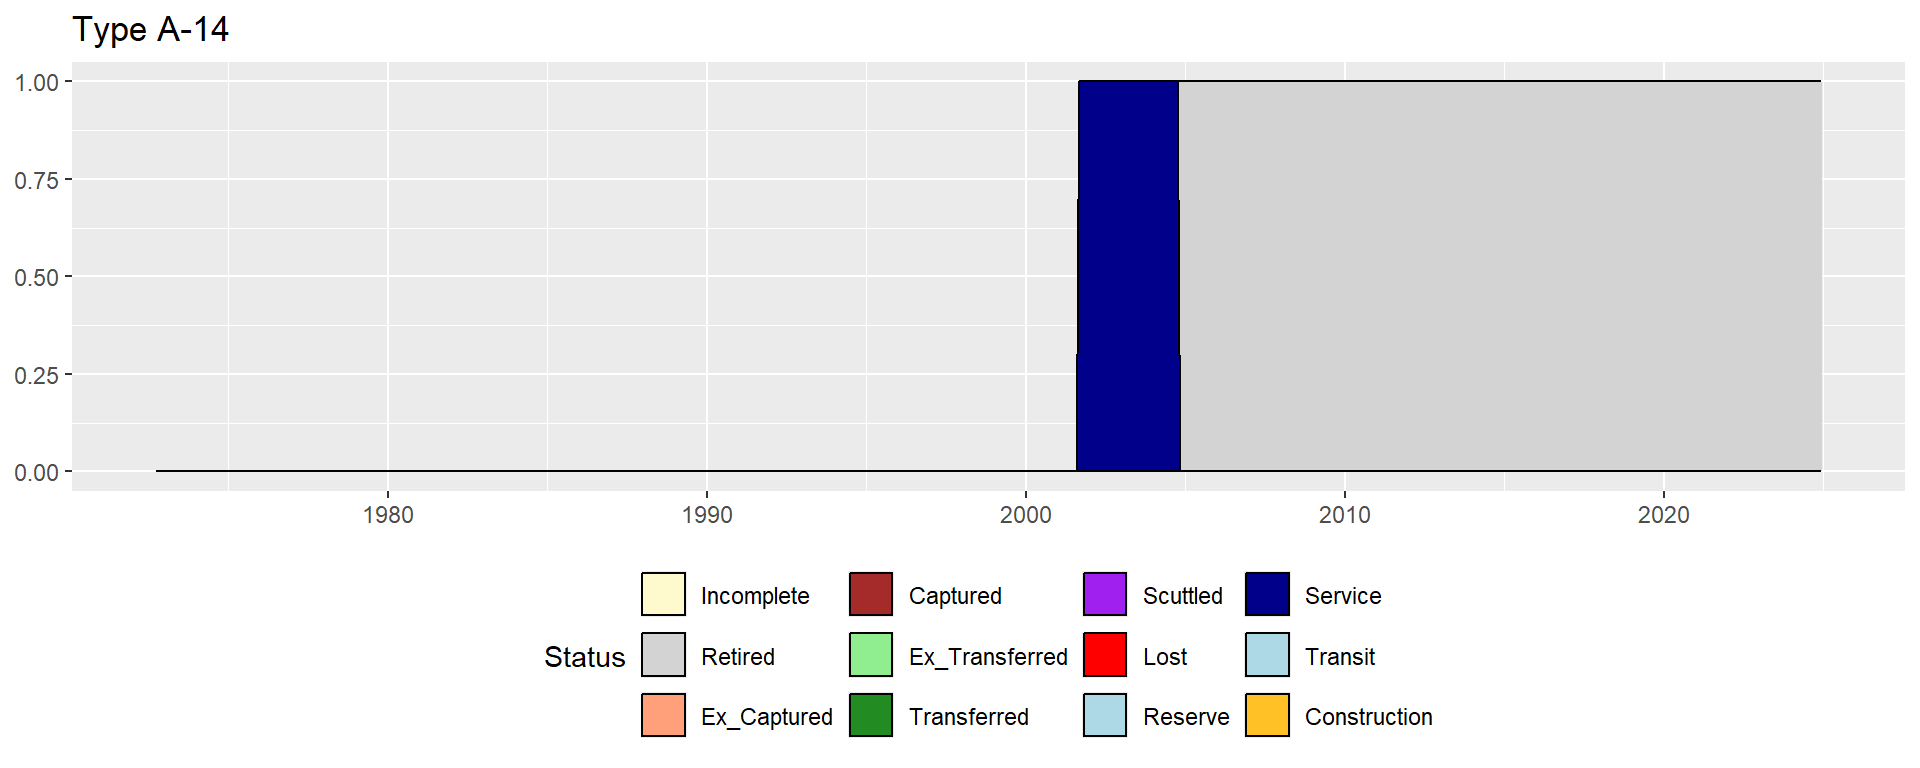 Type A-14
1.00
0.75
0.50
0.25
0.00
1980 1990 2000 2010 2020
Incomplete Captured Scuttled Service
Status Retired Ex_Transferred Lost Transit
Ex_Captured Transferred Reserve Construction